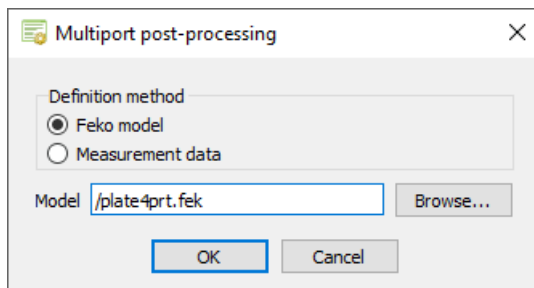 Multiport post-processing
Definition method
Feko model
Measurement data
Model /plate4prt.fek Browse...
OK Cancel